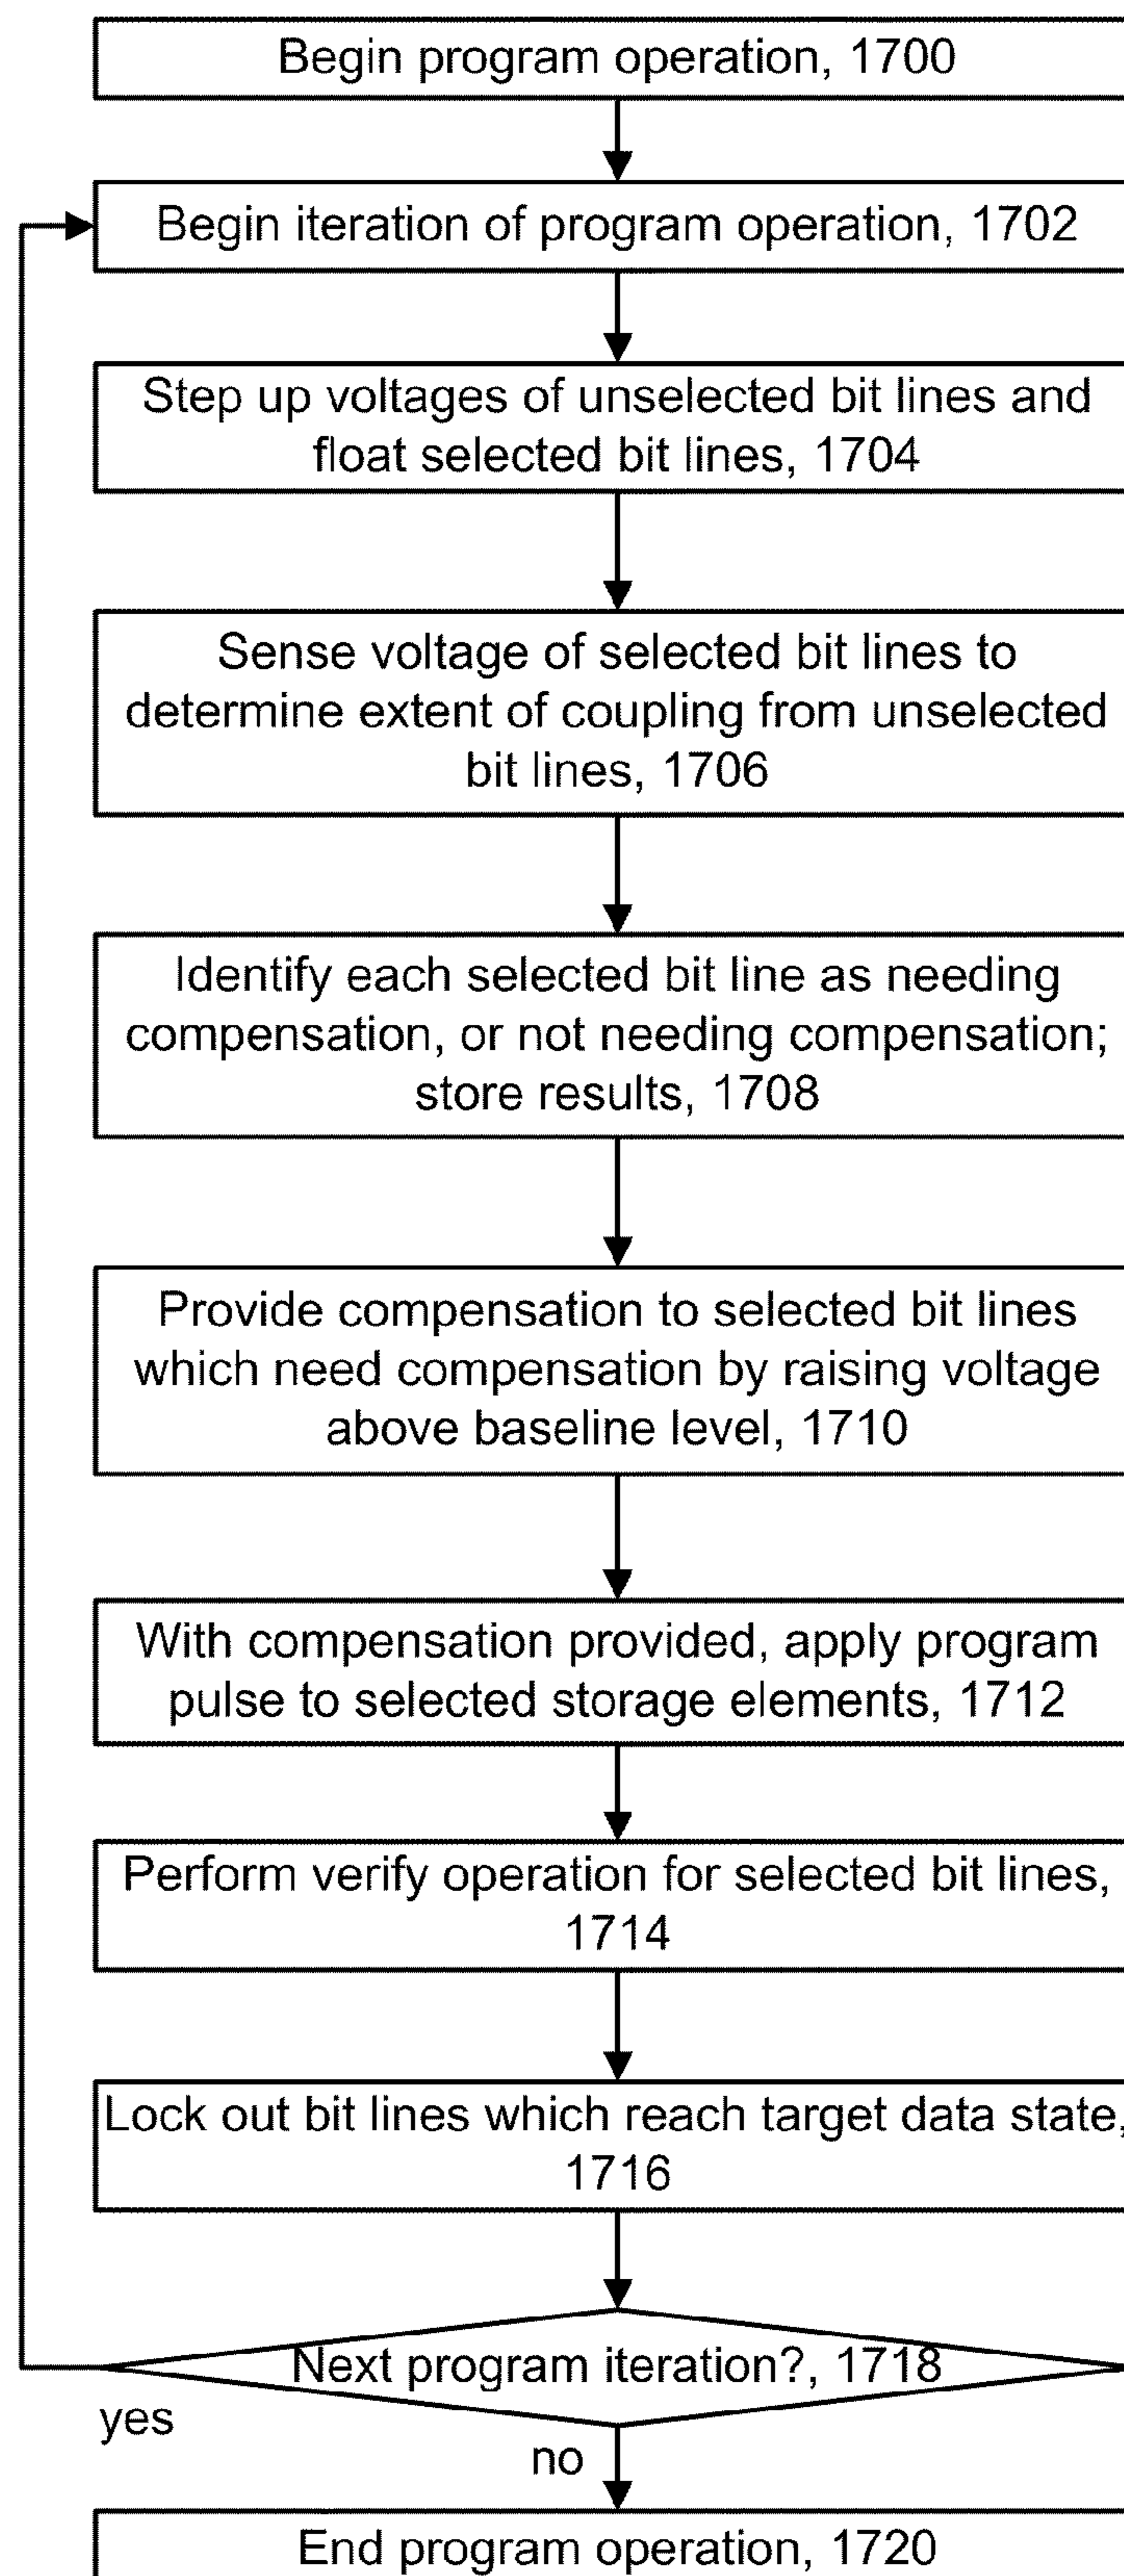 Begin program operation, 1700
Begin iteration of program operation, 1702
Step up voltages of unselected bit lines and
float selected bit lines, 1704
Sense voltage of selected bit lines to
determine extent of coupling from unselected
bit lines, 1706
Identify each selected bit line as needing
compensation, or not needing compensation;
store results, 1708
Provide compensation to selected bit lines
which need compensation by raising voltage
above baseline level, 1710
With compensation provided, apply program
pulse to selected storage elements, 1712
Perform verify operation for selected bit lines,
1714
Lock out bit lines which reach target data state,
1716
Next program iteration?, 1718
yes
no
End program operation, 1720